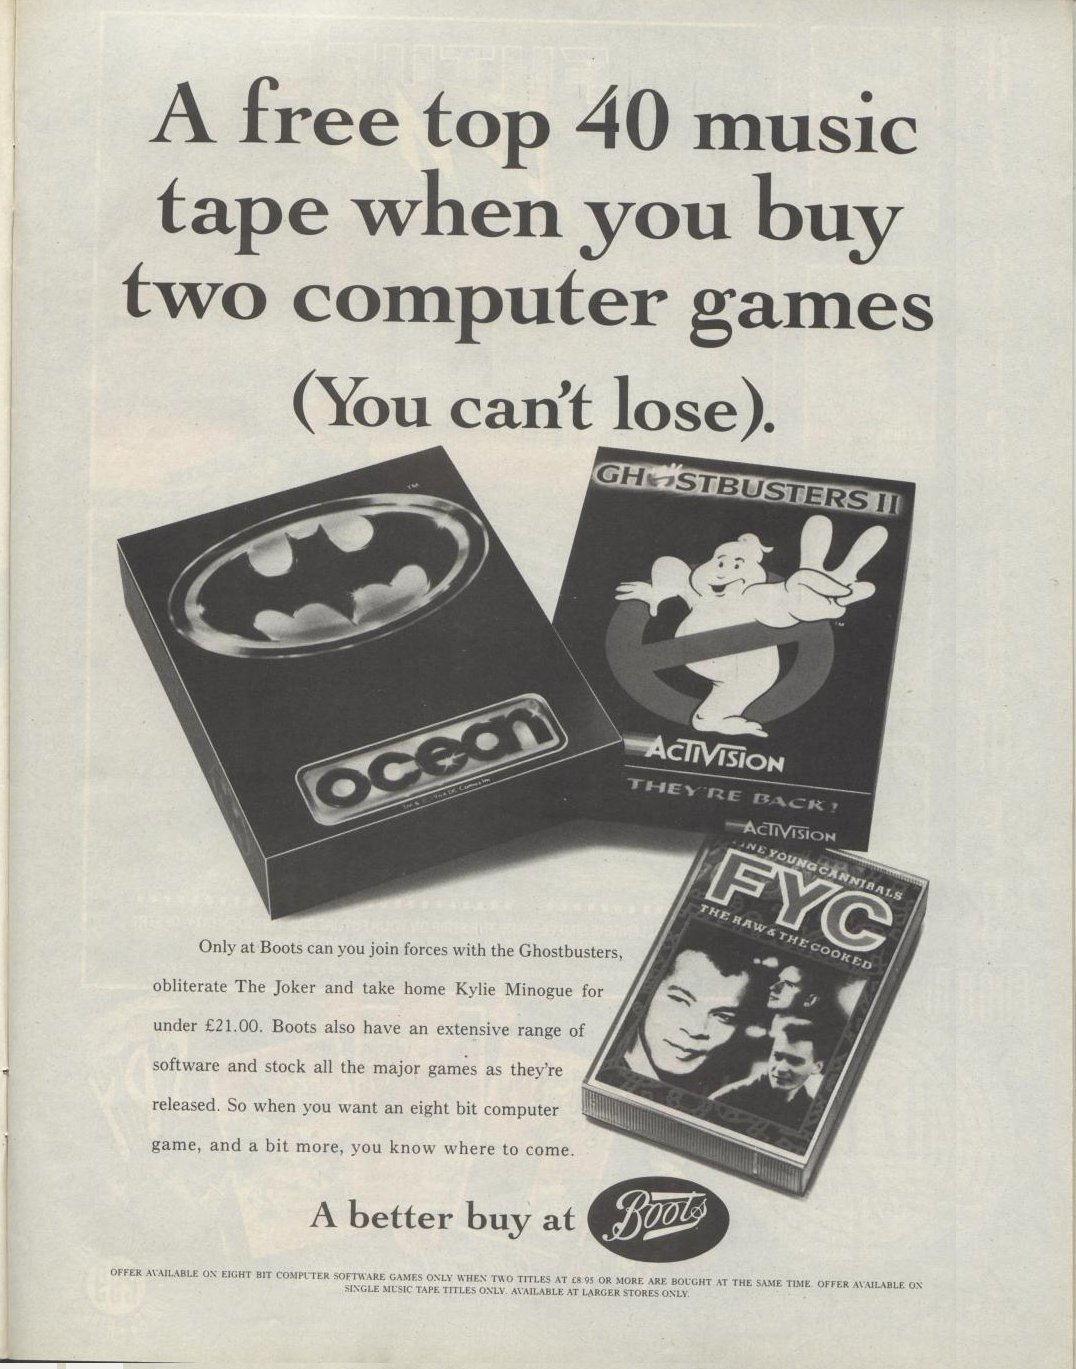 A free top 40 music
tape when you buy
two computer games
(You can't lose).
TM
GHOSTBUSTERS II
TM
ocean
ACTIVISION
THEY'RE BACK!
ACTIVISION
FINE YOUNG CANNIBALS
FYC
THE RAW & THE COOKED
Only at Boots can you join forces with the Ghostbusters,
obliterate The Joker and take home Kylie Minogue for
under £21.00. Boots also have an extensive range of
software and stock all the major games as they're
released. So when you want an eight bit computer
game, and a bit more, you know where to come.
A better buy at Boots
OFFER AVAILABLE ON EIGHT BIT COMPUTER SOFTWARE GAMES ONLY WHEN TWO TITLES AT £8.95 OR MORE ARE BOUGHT AT THE SAME TIME. OFFER AVAILABLE ON
SINGLE MUSIC TAPE TITLES ONLY. AVAILABLE AT LARGER STORES ONLY.